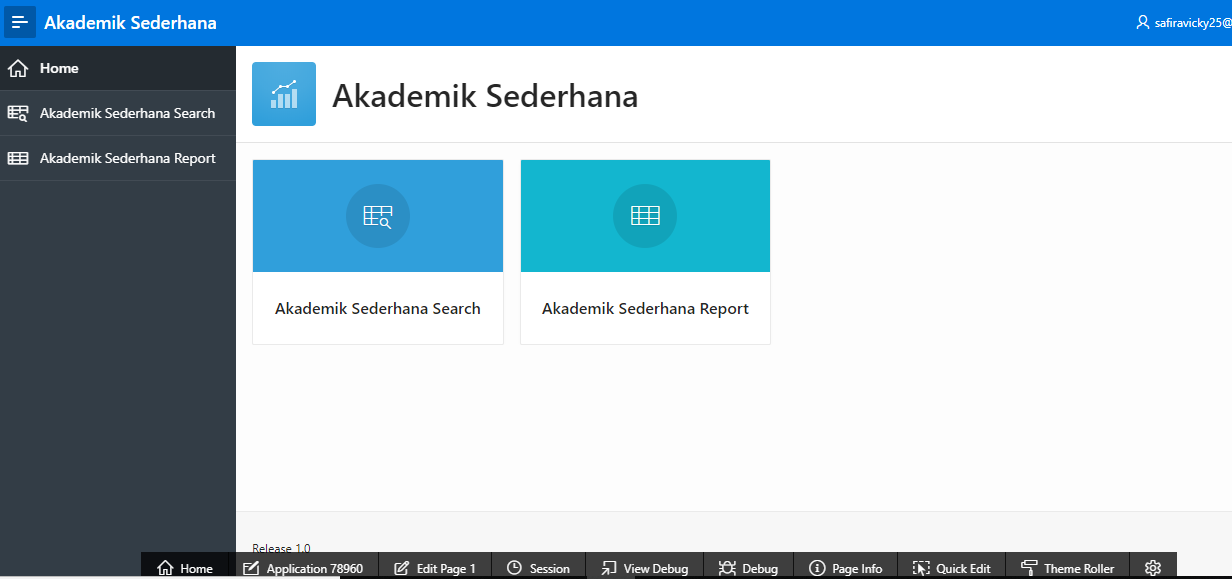 Akademik Sederhana
safiravicky25@
Home
Akademik Sederhana Search
Akademik Sederhana Report
Akademik Sederhana
Akademik Sederhana Search
Akademik Sederhana Report
Release 1.0
Home Application 78960 Edit Page 1 Session View Debug Debug Page Info Quick Edit Theme Roller